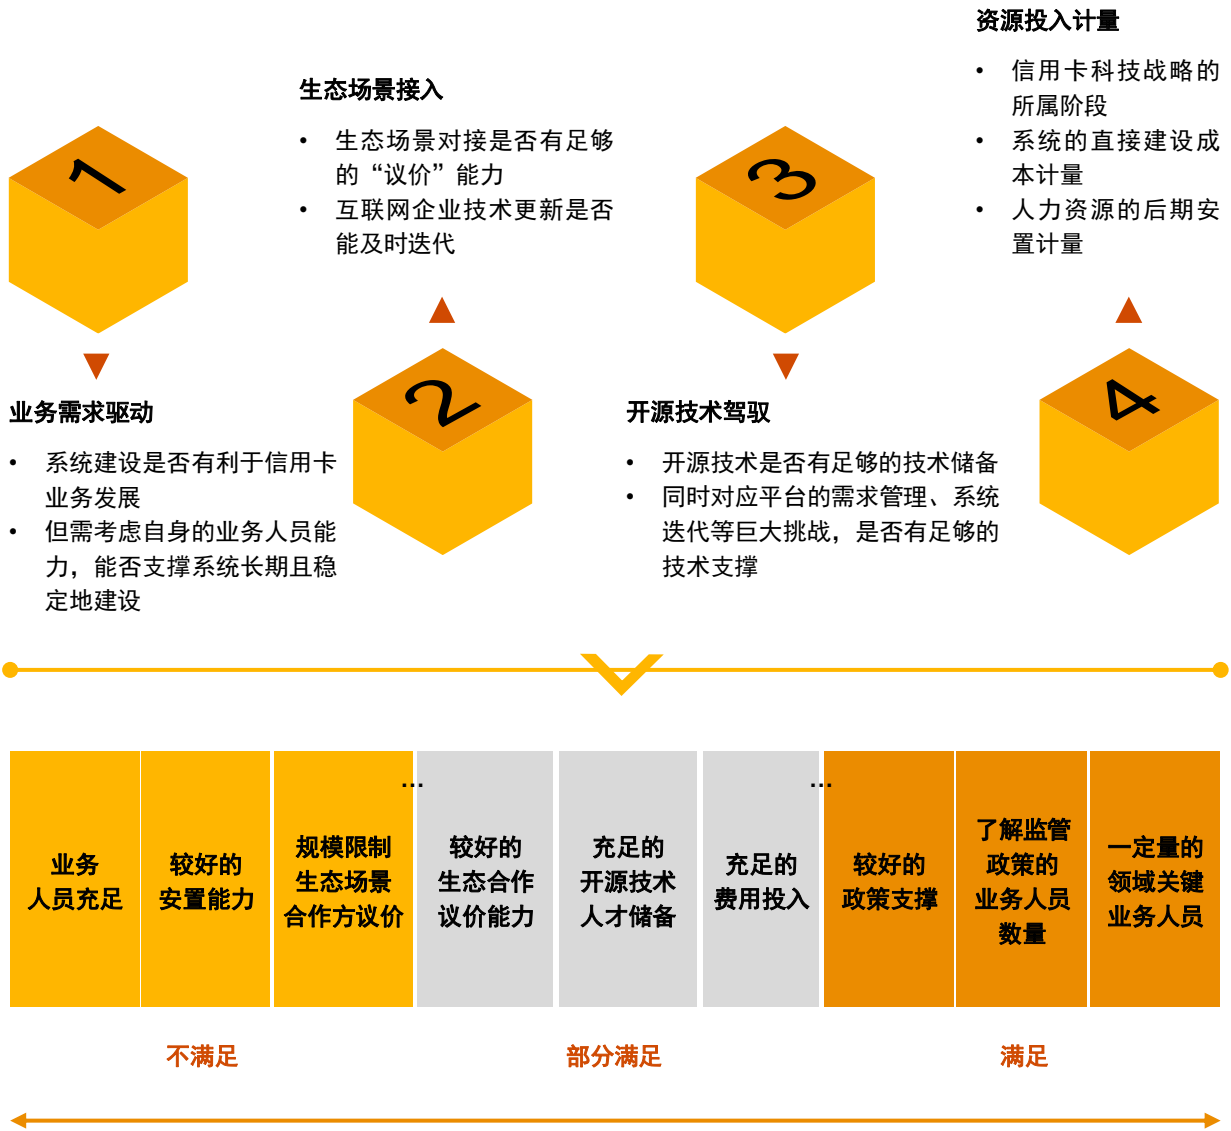 1
业务需求驱动
• 系统建设是否有利于信用卡
业务发展
• 但需考虑自身的业务人员能
力，能否支撑系统长期且稳
定地建设
生态场景接入
• 生态场景对接是否有足够
的“议价”能力
• 互联网企业技术更新是否
能及时迭代
2
3
开源技术驾驭
• 开源技术是否有足够的技术储备
• 同时对应平台的需求管理、系统
迭代等巨大挑战，是否有足够的
技术支撑
资源投入计量
• 信用卡科技战略的
所属阶段
• 系统的直接建设成
本计量
• 人力资源的后期安
置计量
4
业务
人员充足
较好的
安置能力
规模限制
生态场景
合作方议价
…
较好的
生态合作
议价能力
充足的
开源技术
人才储备
充足的
费用投入
…
较好的
政策支撑
了解监管
政策的
业务人员
数量
一定量的
领域关键
业务人员
不满足
部分满足
满足